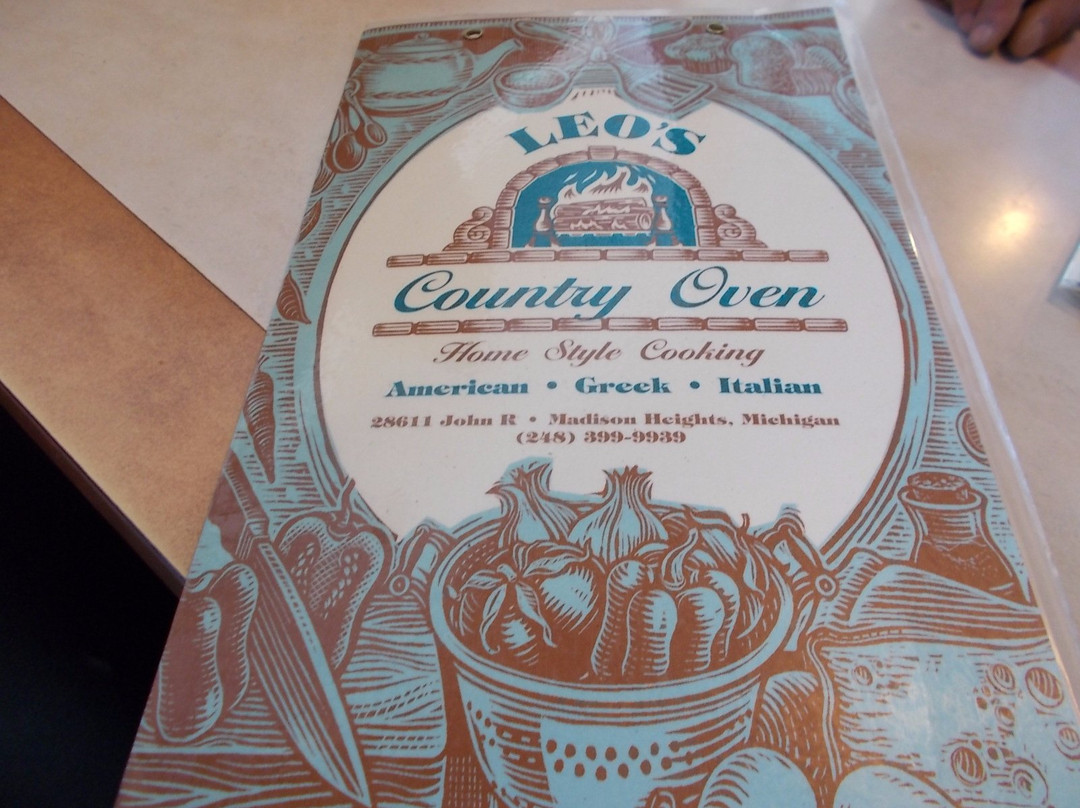 LEO'S
Country Oven
Home Style Cooking
American • Greek • Italian
28611 John R • Madison Heights, Michigan
(248) 399-9939